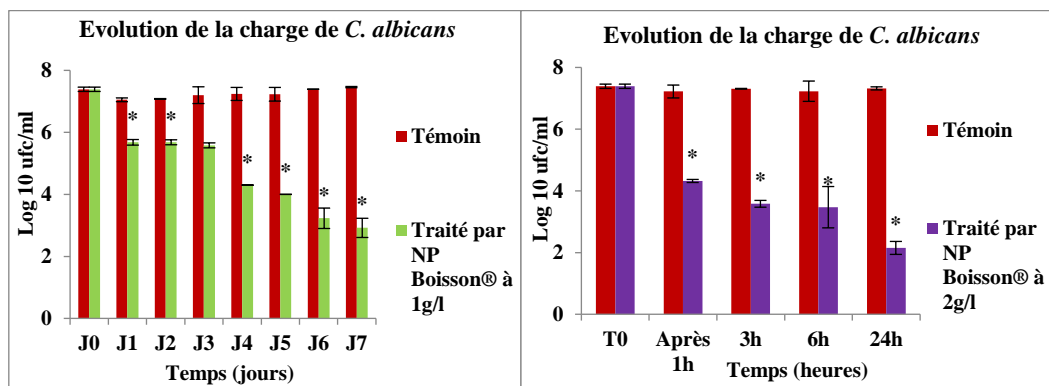 Evolution de la charge de C. albicans
Log 10 ufc/ml
8
6
4
2
0
* * * * * *
J0 J1 J2 J3 J4 J5 J6 J7
Temps (jours)
Témoin
Traité par
NP
Boisson® à
1g/l
Evolution de la charge de C. albicans
Log 10 ufc/ml
8
6
4
2
0
* * * *
T0 Après 3h 6h 24h
1h
Temps (heures)
Témoin
Traité par
NP
Boisson® à
2g/l